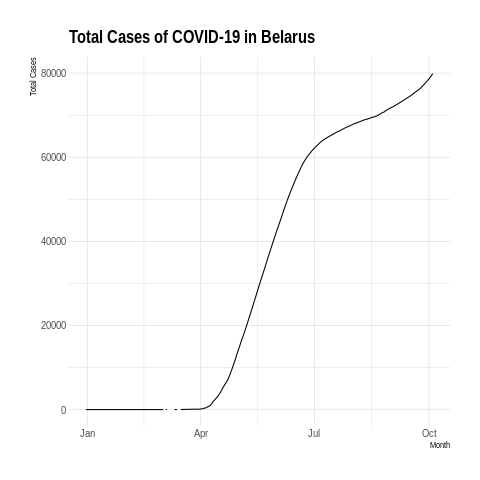 Total Cases of COVID-19 in Belarus
Total Cases
80000
60000
40000
20000
0
Jan Apr Jul Oct
Month